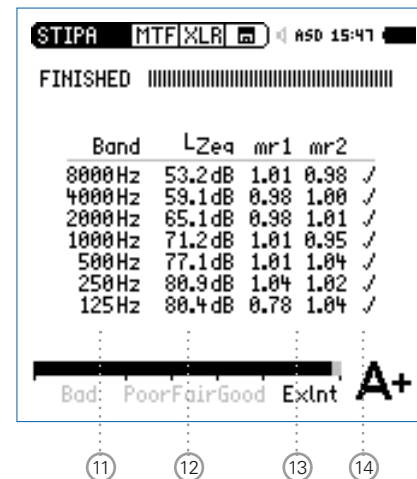 STIPA MTF XLR ASD 15:47
FINISHED
Band LZeq mr1 mr2
8000Hz 53.2dB 1.01 0.98 ✓
4000Hz 59.1dB 0.98 1.00 ✓
2000Hz 65.1dB 0.98 1.01 ✓
1000Hz 71.2dB 1.01 0.95 ✓
500Hz 77.1dB 1.01 1.04 ✓
250Hz 80.9dB 1.04 1.02 ✓
125Hz 80.4dB 0.78 1.04 ✓
Bad Poor Fair Good Exlnt A+
11 12 13 14